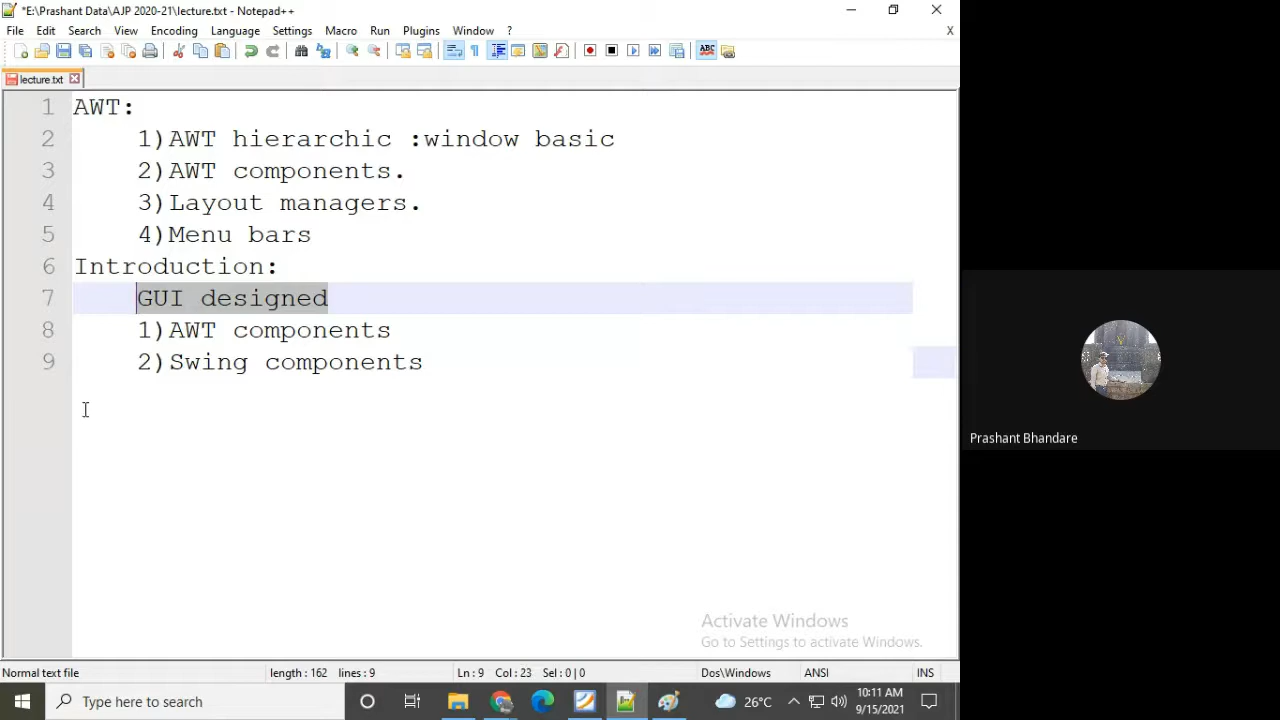 *E:\Prashant Data\AJP 2020-21\lecture.txt - Notepad++
File Edit Search View Encoding Language Settings Macro Run Plugins Window ? X
lecture.txt
1 AWT:
2 1)AWT hierarchic :window basic
3 2)AWT components.
4 3)Layout managers.
5 4)Menu bars
6 Introduction:
7 GUI designed
8 1)AWT components
9 2)Swing components
Prashant Bhandare
Activate Windows
Go to Settings to activate Windows.
Normal text file length : 162 lines : 9 Ln : 9 Col : 23 Sel : 0 | 0 Dos\Windows ANSI INS
Type here to search 26°C 10:11 AM
9/15/2021